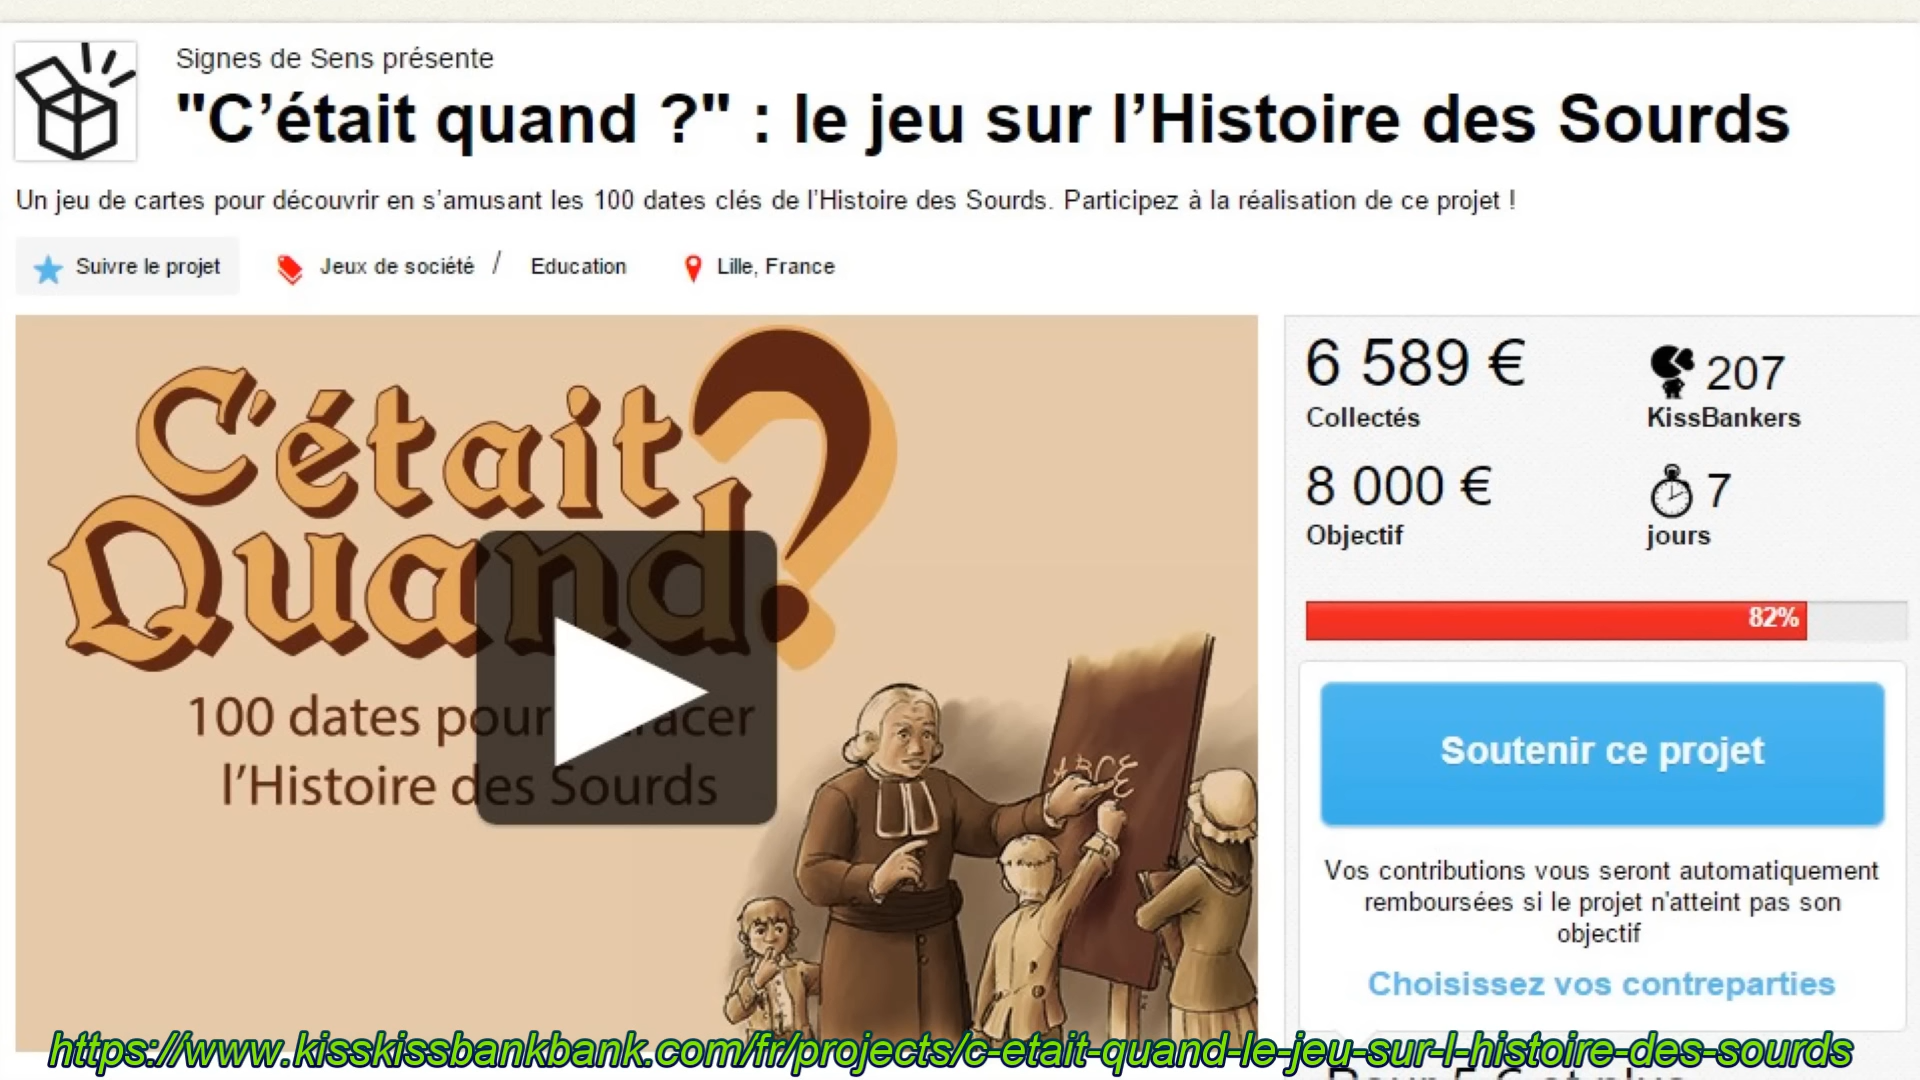 Signes de Sens présente
"C’était quand ?" : le jeu sur l’Histoire des Sourds
Un jeu de cartes pour découvrir en s’amusant les 100 dates clés de l’Histoire des Sourds. Participez à la réalisation de ce projet !
Suivre le projet Jeux de société / Education Lille, France
C'était
Quand?
100 dates pour
l’Histoire des Sourds
ABCE
6 589 €
Collectés
207
KissBankers
8 000 €
Objectif
7
jours
82%
Soutenir ce projet
Vos contributions vous seront automatiquement
remboursées si le projet n'atteint pas son
objectif
Choisissez vos contreparties
https://www.kisskissbankbank.com/fr/projects/c-etait-quand-le-jeu-sur-l-histoire-des-sourds